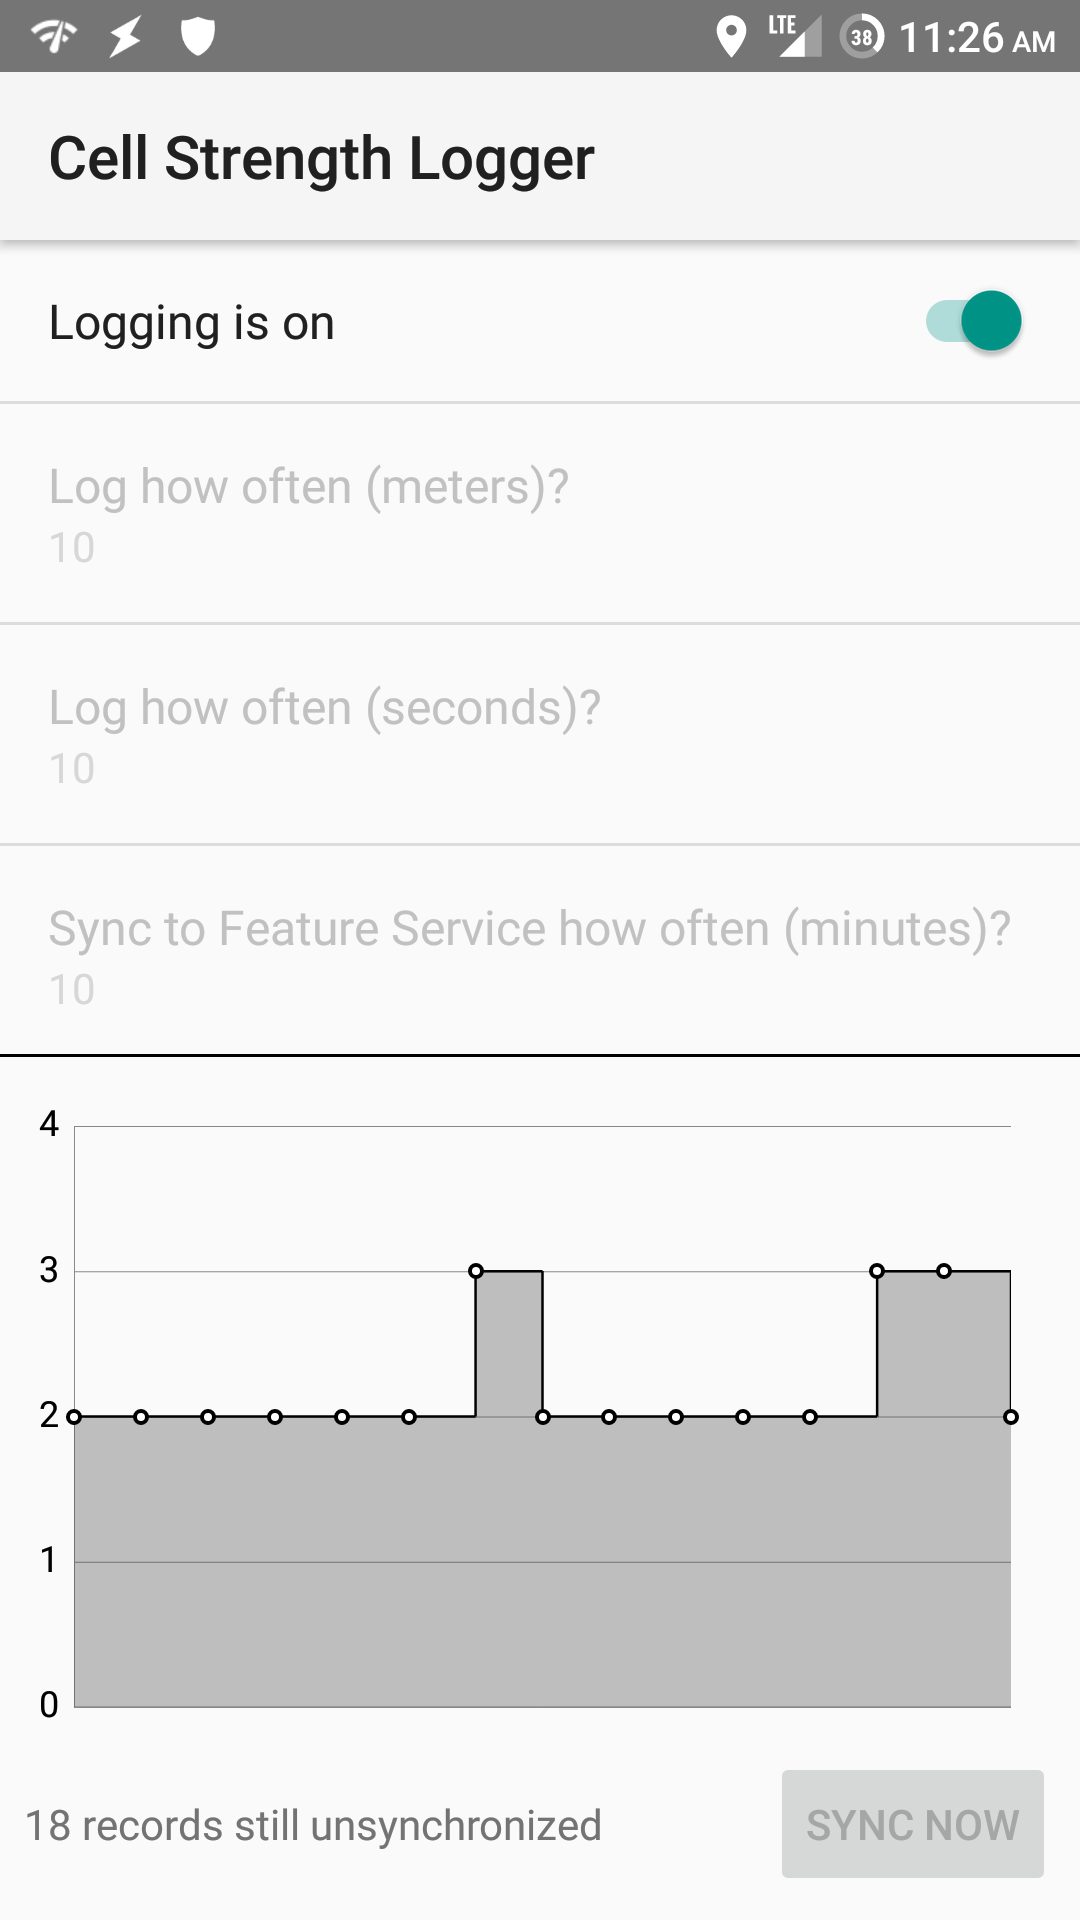 LTE 38 11:26 AM
Cell Strength Logger
Logging is on
Log how often (meters)?
10
Log how often (seconds)?
10
Sync to Feature Service how often (minutes)?
10
4
3
2
1
0
18 records still unsynchronized SYNC NOW